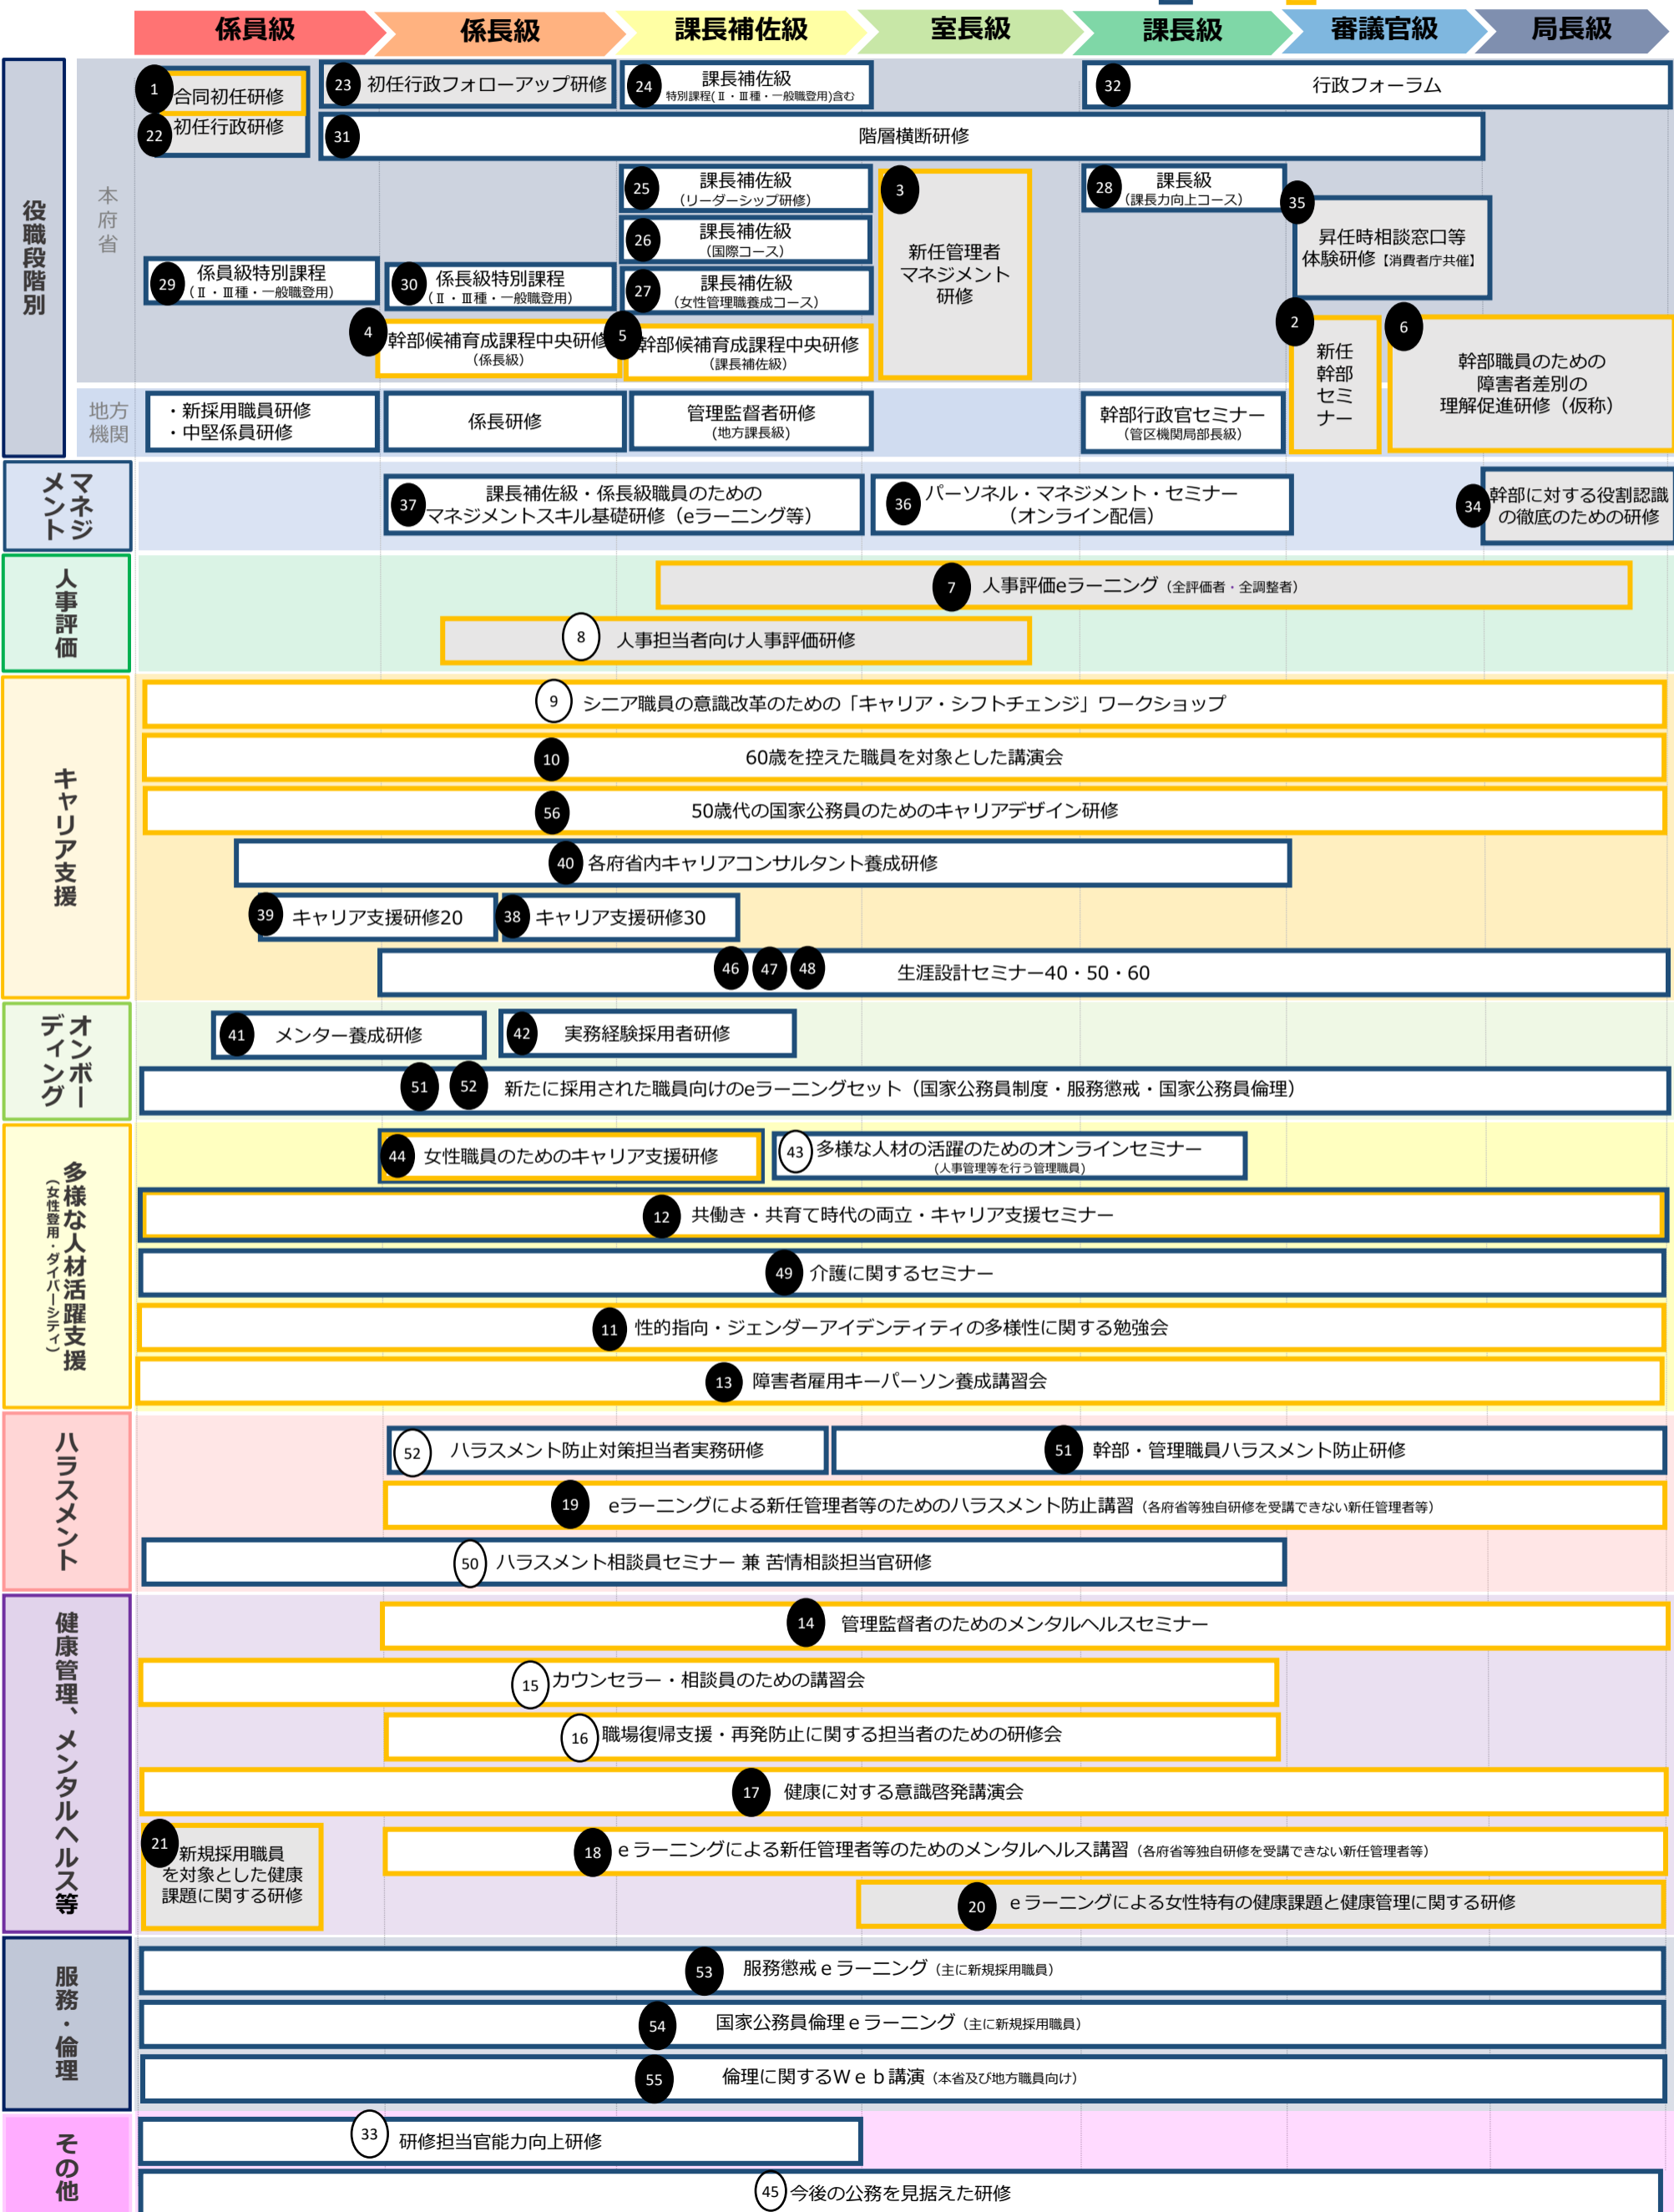 係員級
係長級
課長補佐級
室長級
課長級
審議官級
局長級
役職段階別
本府省
1
合同初任研修
22
初任行政研修
23
初任行政フォローアップ研修
24
課長補佐級
特別課程(Ⅱ・Ⅲ種・一般職登用)含む
32
行政フォーラム
31
階層横断研修
25
課長補佐級
(リーダーシップ研修)
26
課長補佐級
(国際コース)
27
課長補佐級
(女性管理職養成コース)
3
新任管理者
マネジメント
研修
28
課長級
(課長力向上コース)
35
昇任時相談窓口等
体験研修【消費者庁共催】
29
係員級特別課程
(Ⅱ・Ⅲ種・一般職登用)
30
係長級特別課程
(Ⅱ・Ⅲ種・一般職登用)
4
幹部候補育成課程中央研修
(係長級)
5
幹部候補育成課程中央研修
(課長補佐級)
2
新任
幹部
セミ
ナー
6
幹部職員のための
障害者差別の
理解促進研修（仮称）
地方
機関
・新採用職員研修
・中堅係員研修
係長研修
管理監督者研修
(地方課長級)
幹部行政官セミナー
(管区機関局部長級)
マネジ
メント
37
課長補佐級・係長級職員のための
マネジメントスキル基礎研修（eラーニング等）
36
パーソネル・マネジメント・セミナー
（オンライン配信）
34
幹部に対する役割認識
の徹底のための研修
人事評価
7
人事評価eラーニング（全評価者・全調整者）
8
人事担当者向け人事評価研修
キャリア支援
9
シニア職員の意識改革のための「キャリア・シフトチェンジ」ワークショップ
10
60歳を控えた職員を対象とした講演会
56
50歳代の国家公務員のためのキャリアデザイン研修
40
各府省内キャリアコンサルタント養成研修
39
キャリア支援研修20
38
キャリア支援研修30
46
47
48
生涯設計セミナー40・50・60
オンボー
ディング
41
メンター養成研修
42
実務経験採用者研修
51
52
新たに採用された職員向けのeラーニングセット（国家公務員制度・服務懲戒・国家公務員倫理）
多様な人材活躍支援
（女性登用・ダイバーシティ）
44
女性職員のためのキャリア支援研修
43
多様な人材の活躍のためのオンラインセミナー
(人事管理等を行う管理職員)
12
共働き・共育て時代の両立・キャリア支援セミナー
49
介護に関するセミナー
11
性的指向・ジェンダーアイデンティティの多様性に関する勉強会
13
障害者雇用キーパーソン養成講習会
ハラスメント
52
ハラスメント防止対策担当者実務研修
51
幹部・管理職員ハラスメント防止研修
19
eラーニングによる新任管理者等のためのハラスメント防止講習（各府省等独自研修を受講できない新任管理者等）
50
ハラスメント相談員セミナー 兼 苦情相談担当官研修
健康管理、メンタルヘルス等
14
管理監督者のためのメンタルヘルスセミナー
15
カウンセラー・相談員のための講習会
16
職場復帰支援・再発防止に関する担当者のための研修会
17
健康に対する意識啓発講演会
21
新規採用職員
を対象とした健康
課題に関する研修
18
ｅラーニングによる新任管理者等のためのメンタルヘルス講習（各府省等独自研修を受講できない新任管理者等）
20
ｅラーニングによる女性特有の健康課題と健康管理に関する研修
服務・倫理
53
服務懲戒ｅラーニング（主に新規採用職員）
54
国家公務員倫理ｅラーニング（主に新規採用職員）
55
倫理に関するＷｅｂ講演（本省及び地方職員向け）
その他
33
研修担当官能力向上研修
45
今後の公務を見据えた研修